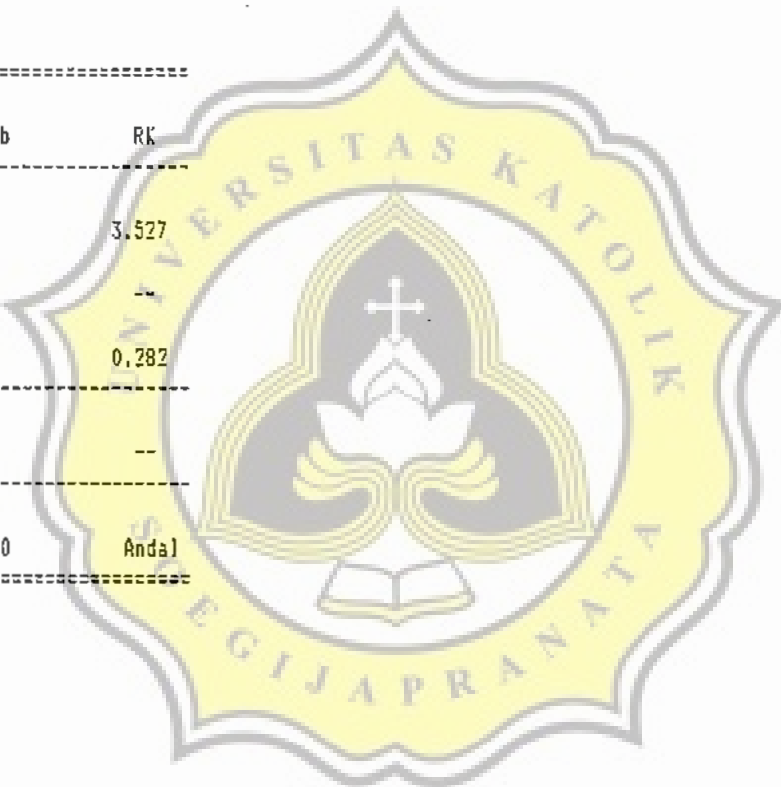 ==================
b RK
------------------
3.527
--
0.282
------------------
--
------------------
0 Andal
==================
UNIVERSITAS KATOLIK
SOEGIJAPRANATA